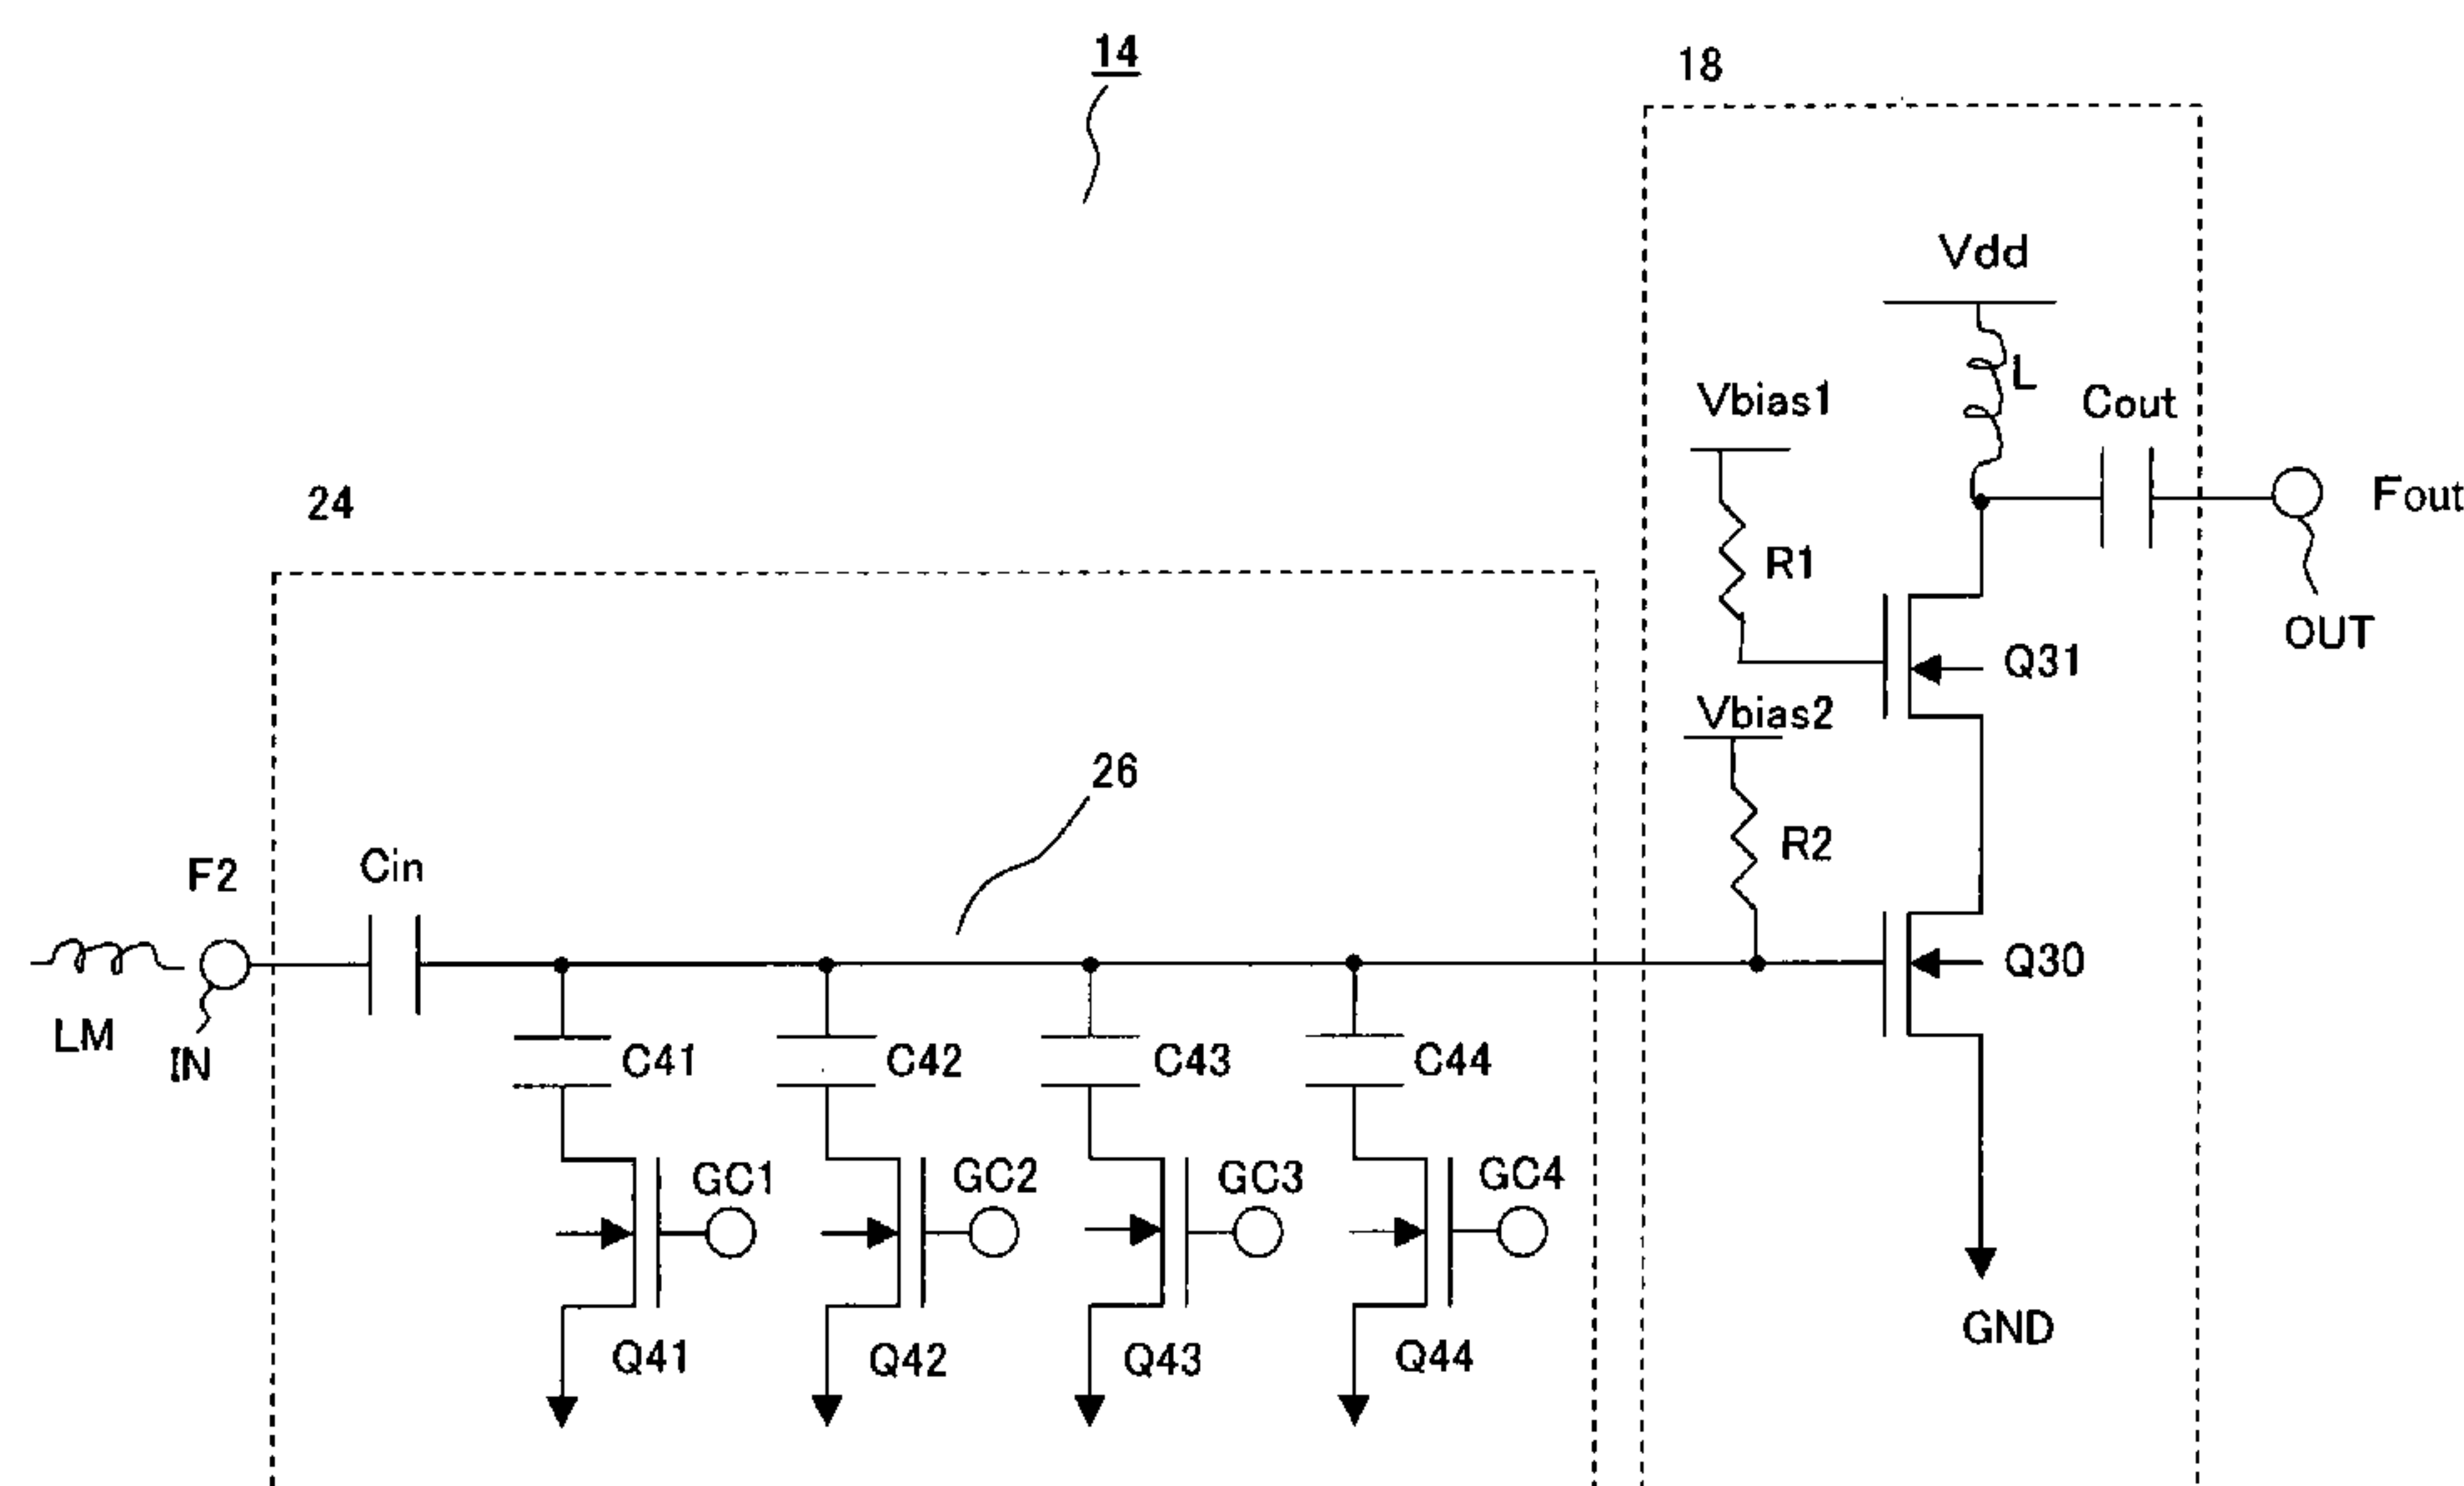 14
18
Vdd
L
Vbias1
Cout
24
Fout
R1
OUT
Q31
Vbias2
26
R2
F2
Cin
Q30
LM
IN
C41
C42
C43
C44
GC1
GC2
GC3
GC4
GND
Q41
Q42
Q43
Q44